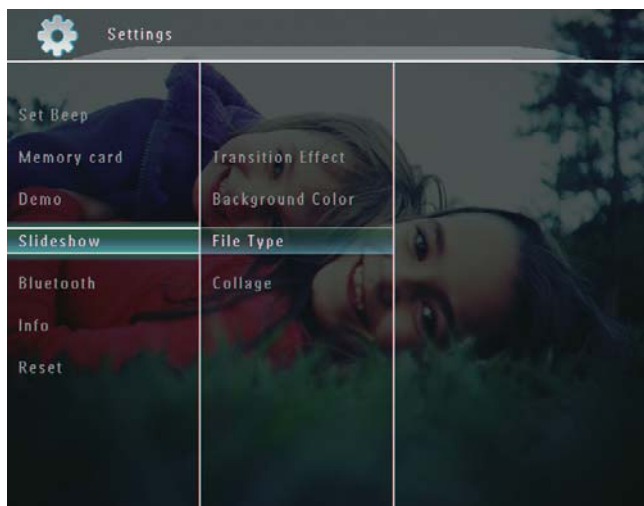 Settings
Set Beep
Memory card
Demo
Slideshow
Bluetooth
Info
Reset
Transition Effect
Background Color
File Type
Collage